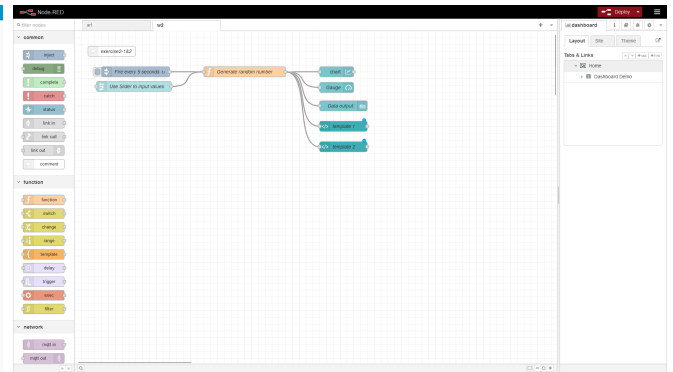 Node-RED
Deploy
filter nodes
w1
w2
dashboard
common
inject
debug
complete
catch
status
link in
link call
link out
comment
function
function
switch
change
range
template
delay
trigger
exec
filter
network
mqtt in
mqtt out
exercise2-1&2
Fire every 5 seconds
Use Slider to input values
Generate random number
chart
Gauge
Data output
template 1
template 2
Layout
Site
Theme
Tabs & Links
Home
Dashboard Demo